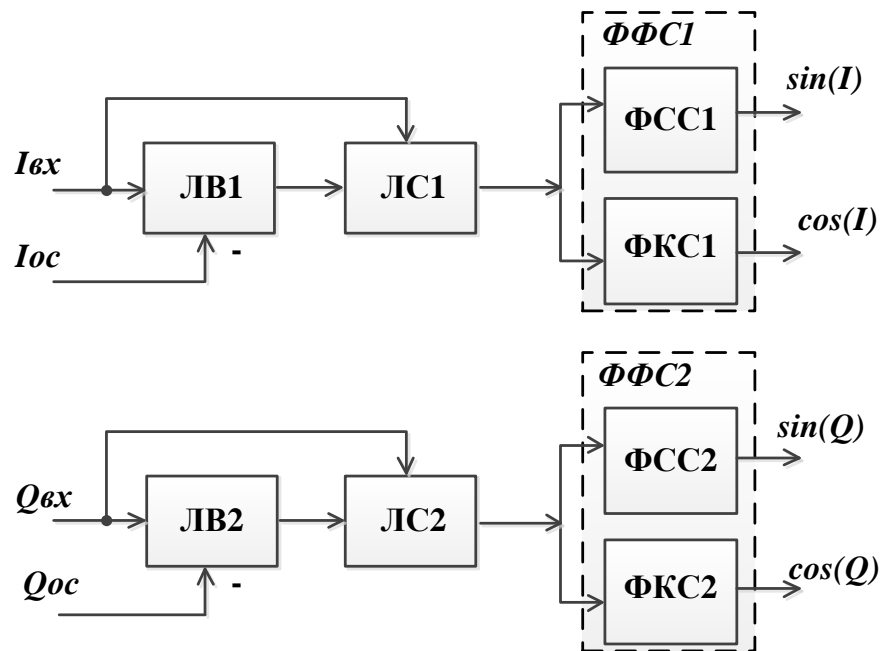 ФФС1
sin(I)
ФСС1
Iвх
ЛВ1
ЛС1
cos(I)
ФКС1
Iос
-
ФФС2
sin(Q)
ФСС2
Qвх
ЛВ2
ЛС2
cos(Q)
ФКС2
Qос
-